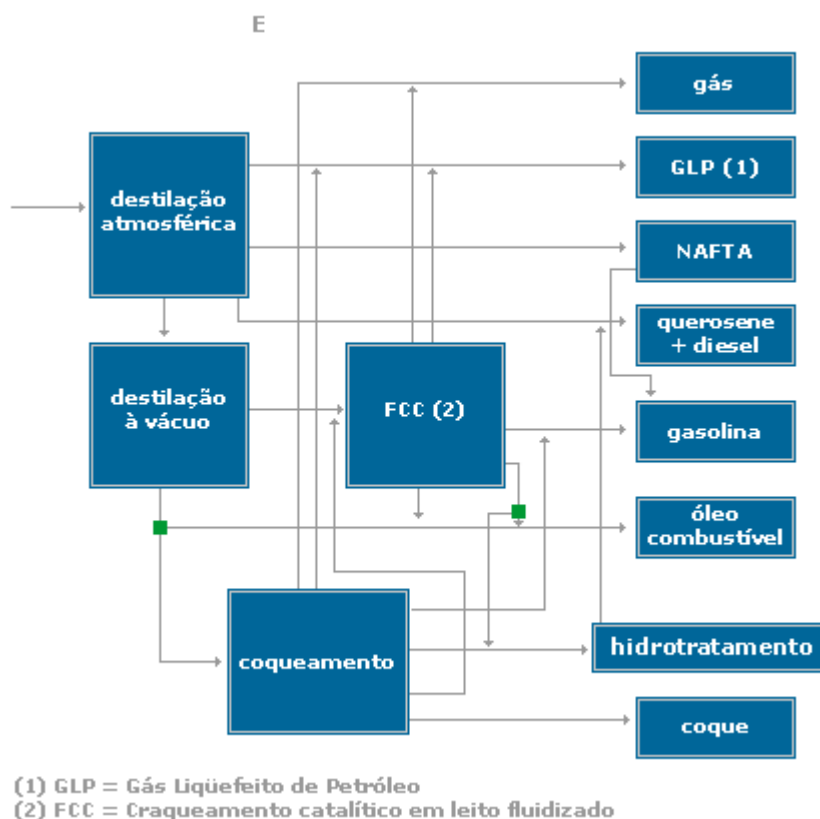 E
gás
destilação
atmosférica
GLP (1)
NAFTA
querosene
+ diesel
destilação
à vácuo
FCC (2)
gasolina
óleo
combustível
coqueamento
hidrotratamento
coque
(1) GLP = Gás Liqüefeito de Petróleo
(2) FCC = Craqueamento catalítico em leito fluidizado